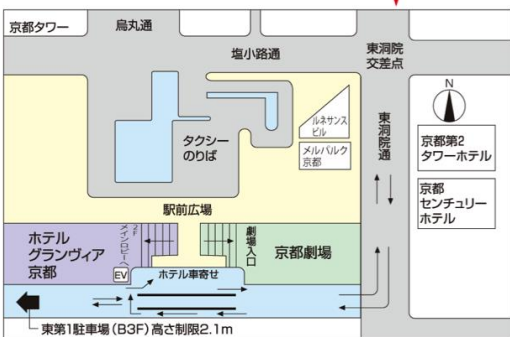 京都タワー
烏丸通
塩小路通
東洞院
交差点
N
ルネサンス
ビル
メルパルク
京都
タクシー
のりば
東洞院通
京都第2
タワーホテル
京都
センチュリー
ホテル
駅前広場
ホテル
グランヴィア
京都
2F
メインロビーへ
劇場入口
京都劇場
EV
ホテル車寄せ
東第1駐車場(B3F)高さ制限2.1m